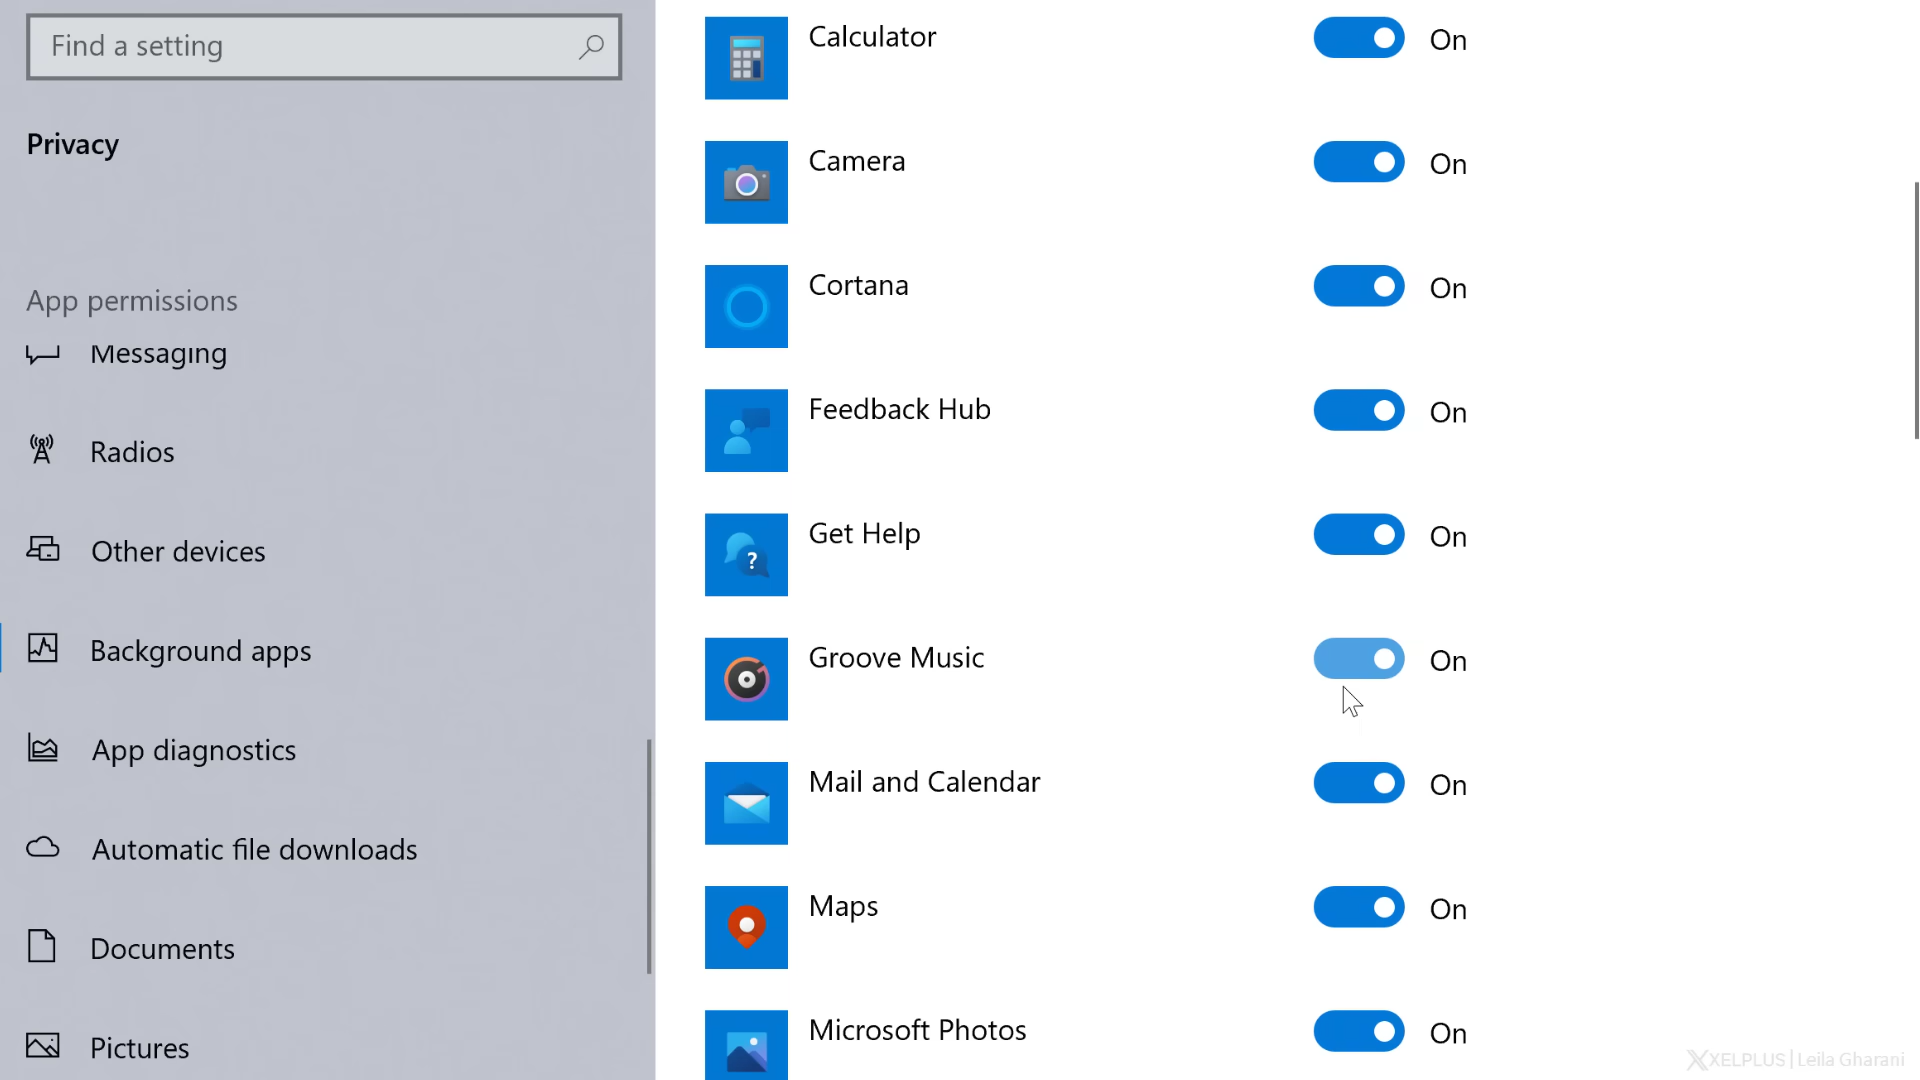 Find a setting
Privacy
App permissions
Messaging
Radios
Other devices
Background apps
App diagnostics
Automatic file downloads
Documents
Pictures
Calculator On
Camera On
Cortana On
Feedback Hub On
Get Help On
Groove Music On
Mail and Calendar On
Maps On
Microsoft Photos On
XELPLUS | Leila Gharani